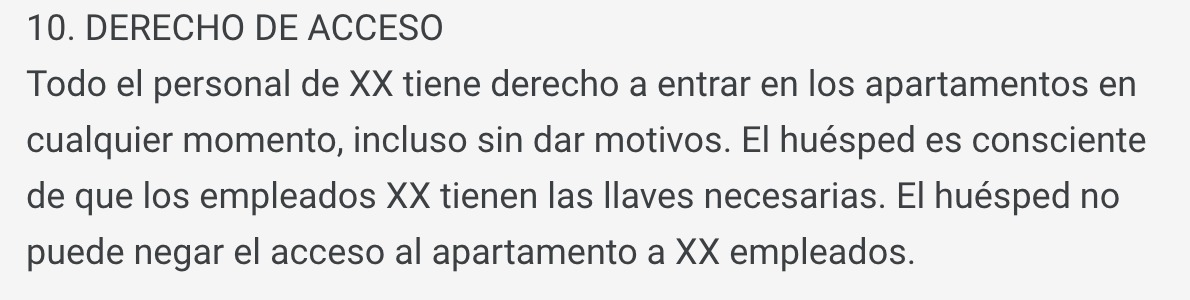 10. DERECHO DE ACCESO
Todo el personal de XX tiene derecho a entrar en los apartamentos en
cualquier momento, incluso sin dar motivos. El huésped es consciente
de que los empleados XX tienen las llaves necesarias. El huésped no
puede negar el acceso al apartamento a XX empleados.